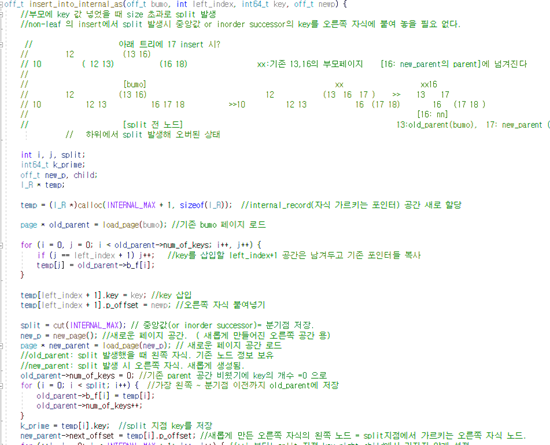 off_t insert_into_internal_as(off_t bumo, int left_index, int64_t key, off_t newp) {
//부모에 key 값 넣었을 때 size 초과로 split 발생
//non-leaf 의 insert에서 split 발생시 중앙값 or inorder successor의 key를 오른쪽 자식에 붙여 놓을 필요 없다.
// 아래 트리에 17 insert 시?
// 12 (13 16)
// 10 ( 12 13) (16 18) xx:기존 13,16의 부모페이지 [16: new_parent의 parent]에 넘겨진다
//
// [bumo] xx xx16
// 12 (13 16) 12 (13 16 17 ) >> 13 17
// 10 12 13 16 17 18 >>10 12 13 16 (17 18) 16 (17 18 )
// [16: nn]
// [split 전 노드] 13:old_parent(bumo), 17: new_parent (
// 하위에서 split 발생해 오버된 상태
int i, j, split;
int64_t k_prime;
off_t new_p, child;
I_R * temp;
temp = (I_R *)calloc(INTERNAL_MAX + 1, sizeof(I_R)); //internal_record(자식 가르키는 포인터) 공간 새로 할당
page * old_parent = load_page(bumo); //기존 bumo 페이지 로드
for (i = 0, j = 0; i < old_parent->num_of_keys; i++, j++) {
if (j == left_index + 1) j++; //key를 삽입할 left_index+1 공간은 남겨두고 기존 포인터들 복사
temp[j] = old_parent->b_f[i];
}
temp[left_index + 1].key = key; //key 삽입
temp[left_index + 1].p_offset = newp; //오른쪽 자식 붙여넣기
split = cut(INTERNAL_MAX); // 중앙값(or inorder successor)= 분기점 저장.
new_p = new_page(); //새로운 페이지 공간. ( 새롭게 만들어진 오른쪽 공간 용)
page * new_parent = load_page(new_p); // 새로운 페이지 공간 로드
//old_parent: split 발생했을 때 왼쪽 자식. 기존 노드 정보 보유
//new_parent: split 발생 시 오른쪽 자식. 새롭게 생성됨.
old_parent->num_of_keys = 0; //기존 parent 공간 비웠기에 key의 개수 =0 으로
for (i = 0; i < split; i++) { //가장 왼쪽 ~ 분기점 이전까지 old_parent에 저장
old_parent->b_f[i] = temp[i];
old_parent->num_of_keys++;
}
k_prime = temp[i].key; //split 지점 key를 저장
new_parent->next_offset = temp[i].p_offset; //새롭게 만든 오른쪽 자식의 왼쪽 노드 = split지점에서 가르키는 오른쪽 자식 노드.